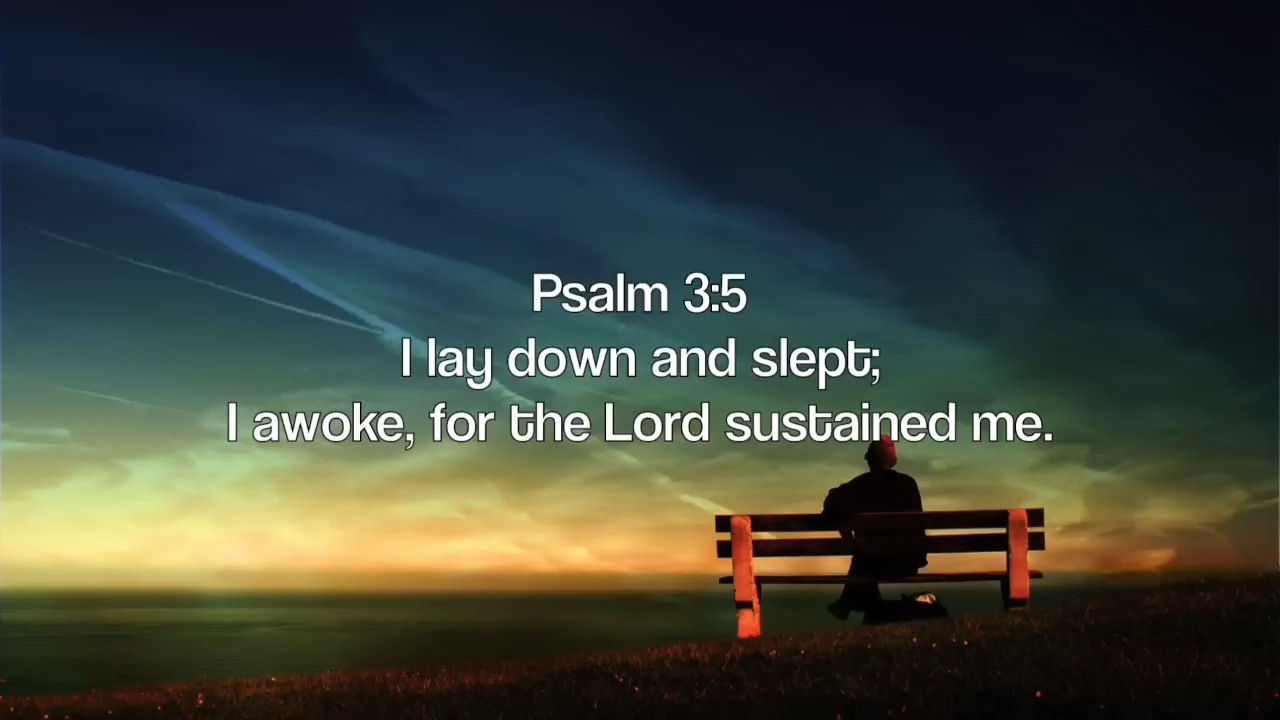 Psalm 3:5
I lay down and slept;
I awoke, for the Lord sustained me.